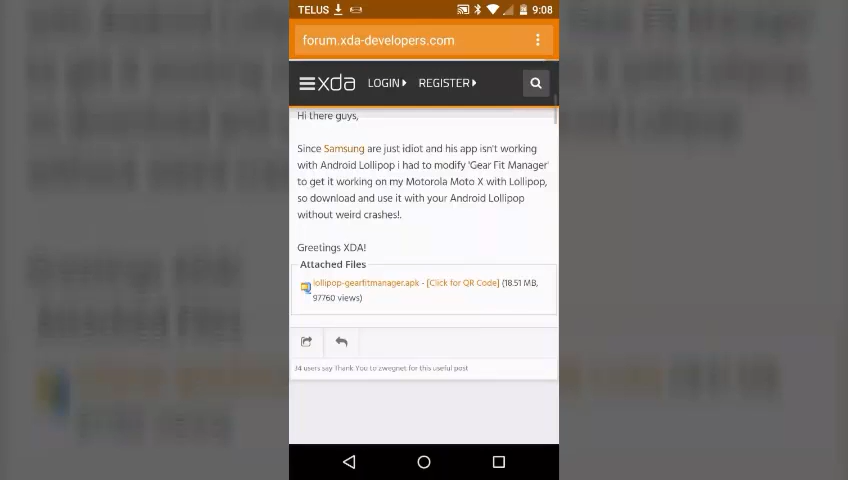 TELUS 9:08
forum.xda-developers.com
xda LOGIN REGISTER
Hi there guys,
Since Samsung are just idiot and his app isn't working
with Android Lollipop i had to modify 'Gear Fit Manager'
to get it working on my Motorola Moto X with Lollipop,
so download and use it with your Android Lollipop
without weird crashes!.
Greetings XDA!
Attached Files
lollipop-gearfitmanager.apk - [Click for QR Code] (18.51 MB,
97760 views)
34 users say Thank You to zwegnet for this useful post